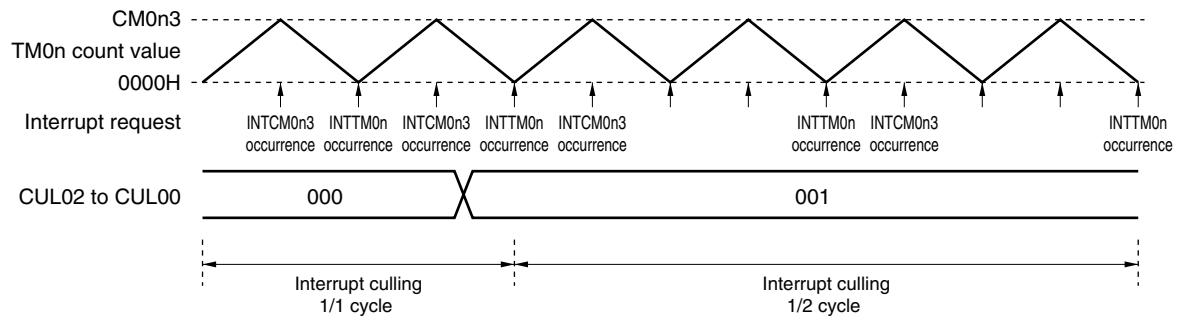 CM0n3
TM0n count value
0000H
Interrupt request
INTCM0n3 INTTM0n INTCM0n3 INTTM0n INTCM0n3 INTTM0n INTCM0n3 INTTM0n
occurrence occurrence occurrence occurrence occurrence occurrence occurrence occurrence
CUL02 to CUL00 000 001
Interrupt culling Interrupt culling
1/1 cycle 1/2 cycle